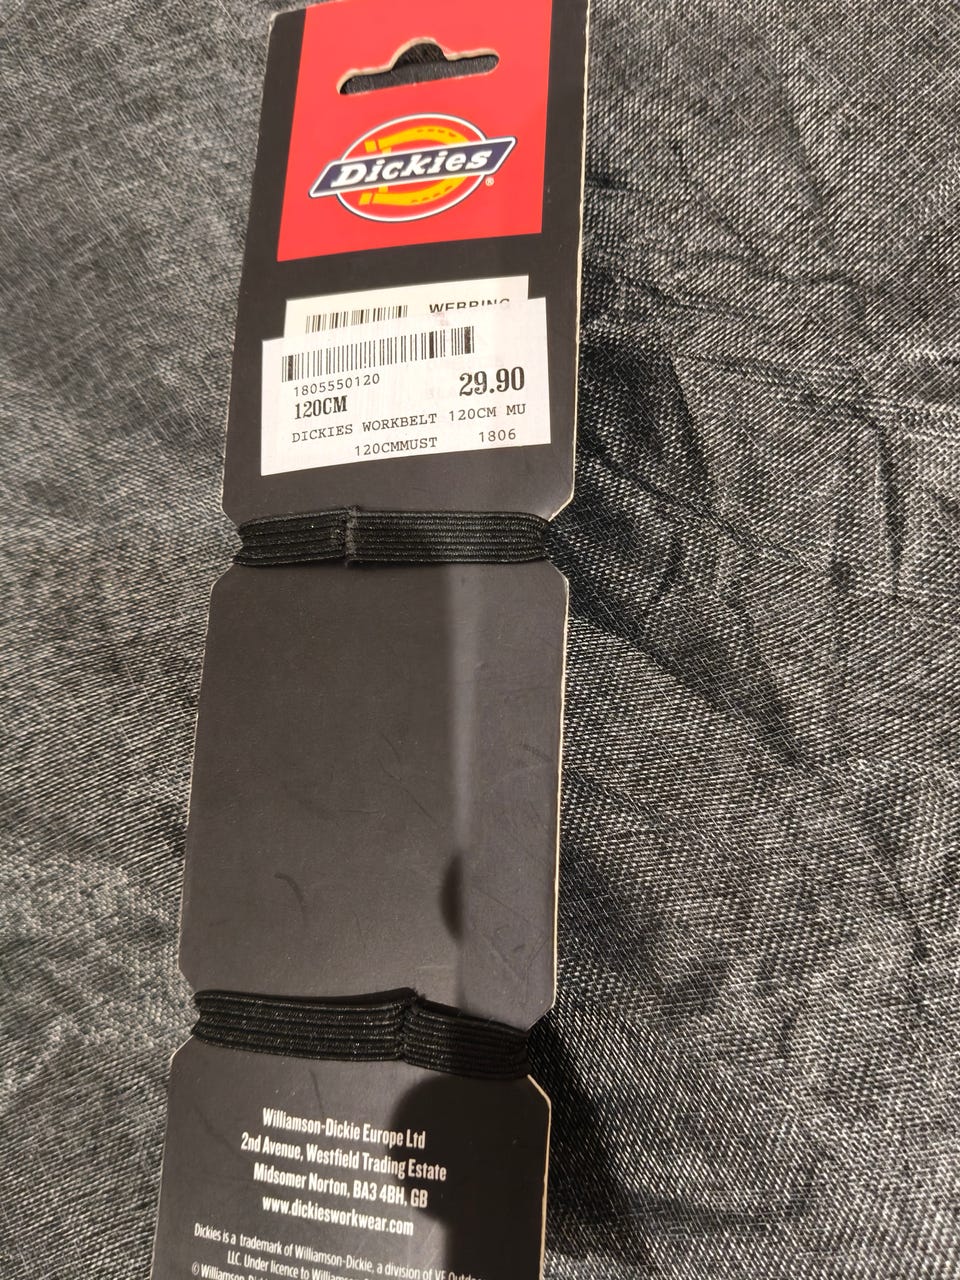 Dickies
®
WEBBING
1805550120
29.90
120CM
DICKIES WORKBELT 120CM MU
120CMMUST 1806
Williamson-Dickie Europe Ltd
2nd Avenue, Westfield Trading Estate
Midsomer Norton, BA3 4BH, GB
www.dickiesworkwear.com
Dickies is a trademark of Williamson-Dickie, a division of VF
LLC. Under licence to
©